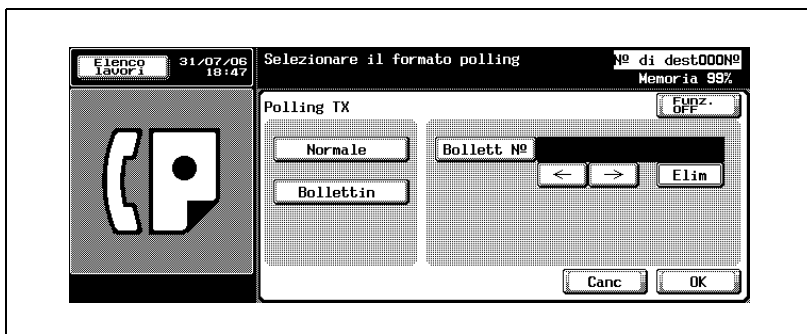 Elenco lavori
31/07/06
18:47
Selezionare il formato polling
Nº di dest000Nº
Memoria 99%
Polling TX
Funz. OFF
Normale
Bollett Nº
← →
Elim
Bollettin
Canc
OK